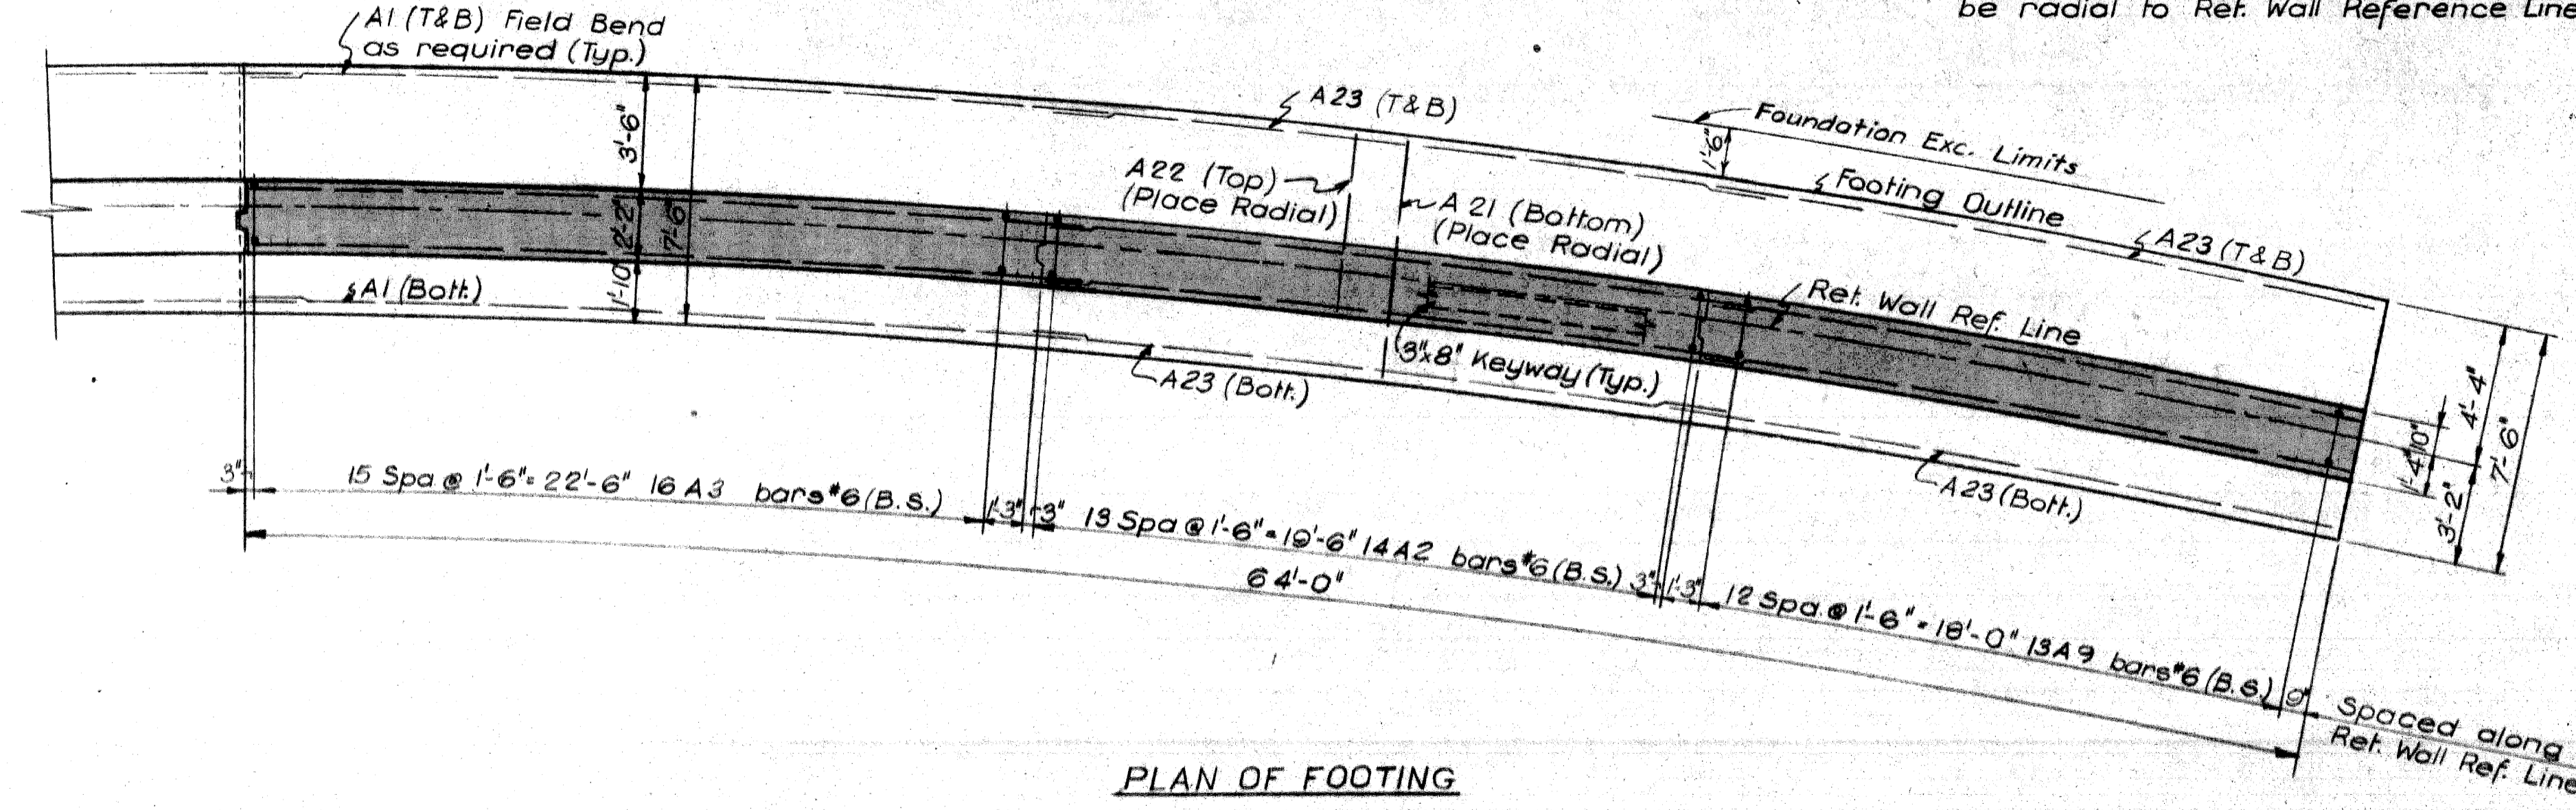 be radial to Ret. Wall Reference Line
A1 (T&B) Field Bend
as required (Typ.)
A23 (T&B)
Foundation Exc. Limits
1'-6"
3'-6"
A22 (Top)
(Place Radial)
A21 (Bottom)
(Place Radial)
Footing Outline
A23 (T&B)
2'-2"
7'-6"
1'-10"
A1 (Bott.)
Ret. Wall Ref. Line
3"x8" Keyway (Typ.)
A23 (Bott.)
A23 (Bott.)
10"
1'-4"
4'-4"
3'-2"
7'-6"
3"
15 Spa @ 1'-6"= 22'-6" 16 A3 bars #6 (B.S.)
1'-3"
3"
13 Spa @ 1'-6"= 19'-6" 14 A2 bars #6 (B.S.)
3"
1'-3"
12 Spa. @ 1'-6" = 18'-0" 13 A9 bars #6 (B.S.)
9"
64'-0"
Spaced along
Ret. Wall Ref. Line
PLAN OF FOOTING